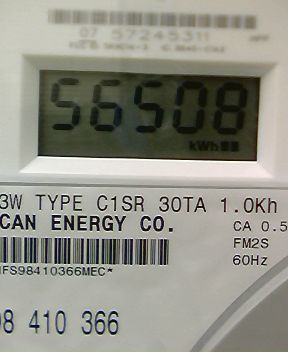 07 57245311
56508
kWh
3W TYPE C1SR 30TA 1.0Kh
CAN ENERGY CO.
CA 0.5
FM2S
60Hz
IFS98410366MEC*
98 410 366